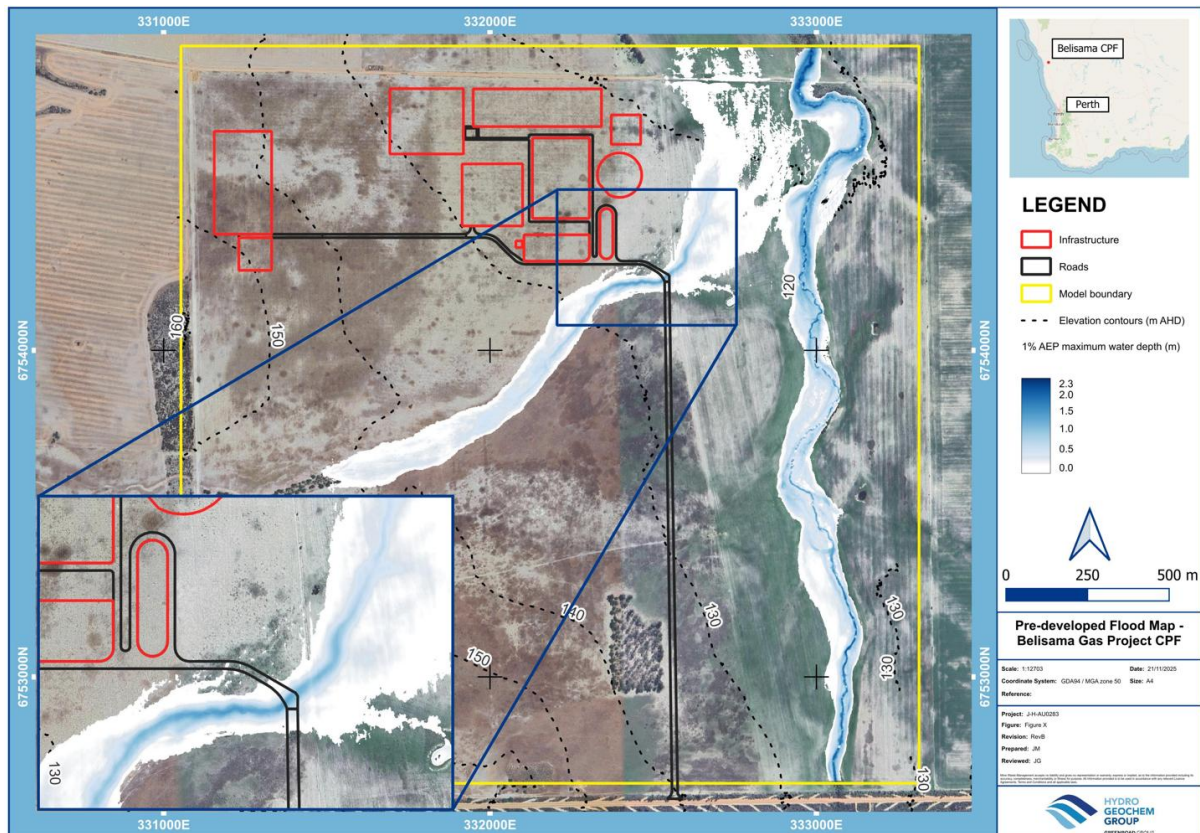 331000E
332000E
333000E
6754000N
6754000N
6753000N
6753000N
160
150
120
130
140
150
130
130
130
130
331000E
332000E
333000E
Belisama CPF
Perth
LEGEND
Infrastructure
Roads
Model boundary
Elevation contours (m AHD)
1% AEP maximum water depth (m)
2.3
2.0
1.5
1.0
0.5
0.0
0 250 500 m
Pre-developed Flood Map -
Belisama Gas Project CPF
Scale: 1:12703 Date: 21/11/2025
Coordinate System: GDA94 / MGA zone 50 Size: A4
Reference:
Project: J-H-AU0283
Figure: Figure X
Revision: RevB
Prepared: JM
Reviewed: JG
HYDRO
GEOCHEM
GROUP
GREENROAD GROUP